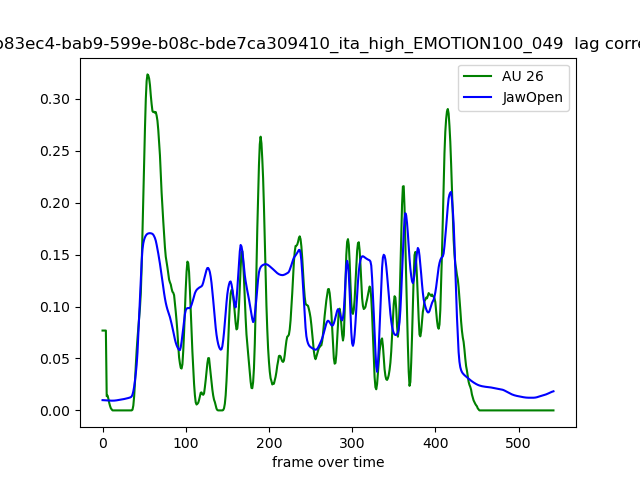 b83ec4-bab9-599e-b08c-bde7ca309410_ita_high_EMOTION100_049 lag corre
AU 26
JawOpen
0.30
0.25
0.20
0.15
0.10
0.05
0.00
0 100 200 300 400 500
frame over time